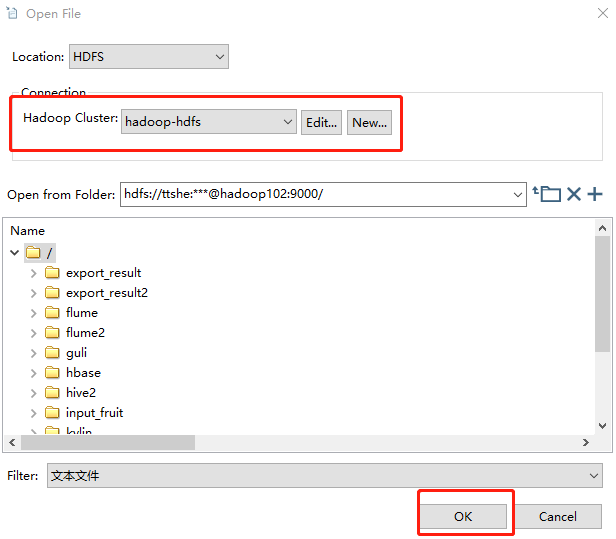 Open File
Location: HDFS
Connection
Hadoop Cluster: hadoop-hdfs Edit... New...
Open from Folder: hdfs://ttshe:***@hadoop102:9000/
Name
/
export_result
export_result2
flume
flume2
guli
hbase
hive2
input_fruit
kylin
Filter: 文本文件
OK Cancel